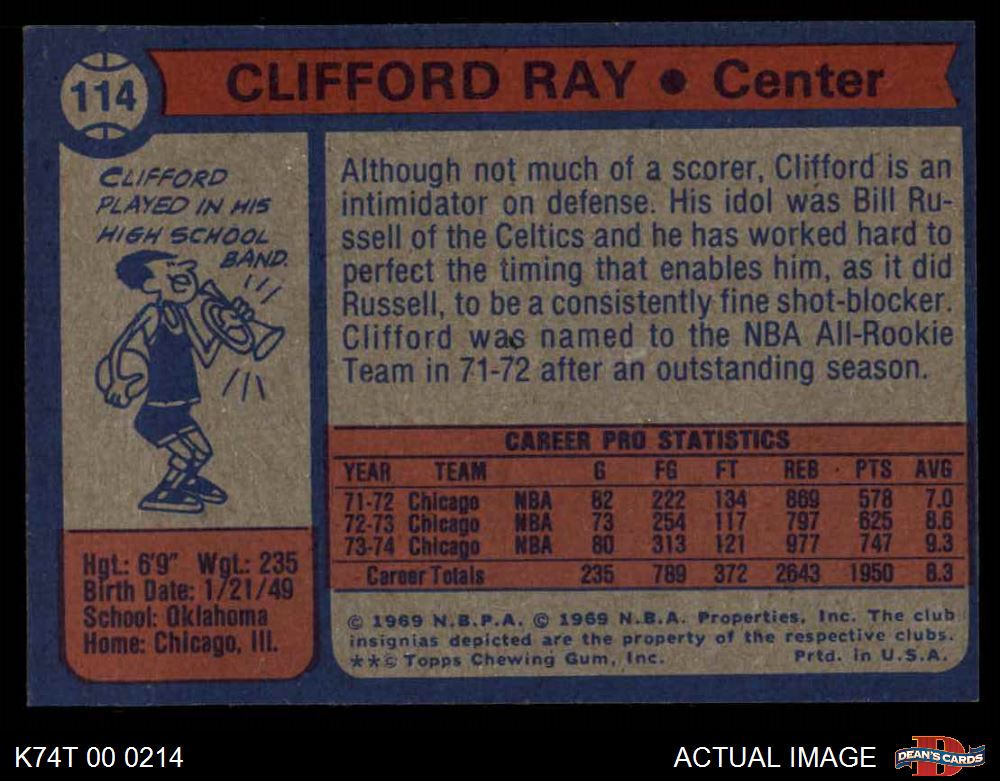 114
CLIFFORD RAY • Center
CLIFFORD
PLAYED IN HIS
HIGH SCHOOL
BAND.
Hgt.: 6'9" Wgt.: 235
Birth Date: 1/21/49
School: Oklahoma
Home: Chicago, Ill.
Although not much of a scorer, Clifford is an
intimidator on defense. His idol was Bill Ru-
ssell of the Celtics and he has worked hard to
perfect the timing that enables him, as it did
Russell, to be a consistently fine shot-blocker.
Clifford was named to the NBA All-Rookie
Team in 71-72 after an outstanding season.
CAREER PRO STATISTICS
YEAR TEAM G FG FT REB PTS AVG
71-72 Chicago NBA 82 222 134 869 578 7.0
72-73 Chicago NBA 73 254 117 797 625 8.6
73-74 Chicago NBA 80 313 121 977 747 9.3
Career Totals 235 789 372 2643 1950 8.3
© 1969 N.B.P.A. © 1969 N.B.A. Properties, Inc. The club
insignias depicted are the property of the respective clubs.
**© Topps Chewing Gum, Inc. Prtd. in U.S.A.
K74T 00 0214
ACTUAL IMAGE
D
DEAN'S CARDS